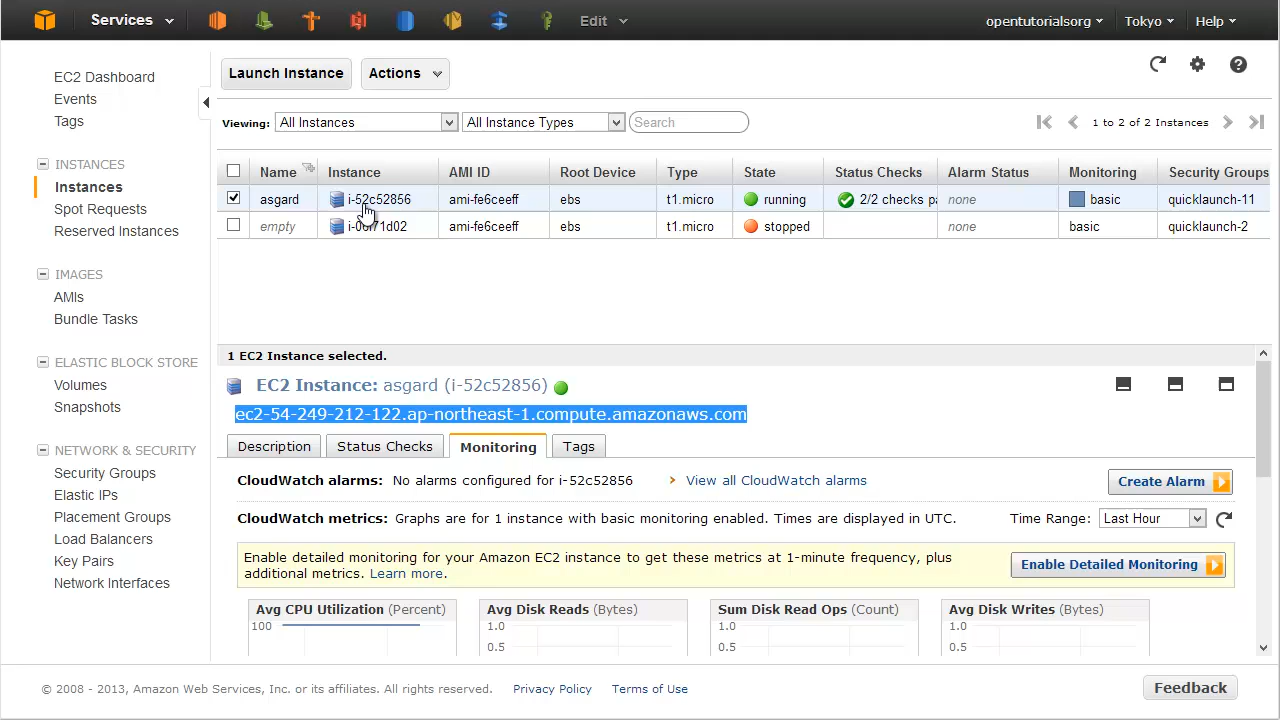 Services Edit opentutorialsorg Tokyo Help
EC2 Dashboard
Events
Tags
INSTANCES
Instances
Spot Requests
Reserved Instances
IMAGES
AMIs
Bundle Tasks
ELASTIC BLOCK STORE
Volumes
Snapshots
NETWORK & SECURITY
Security Groups
Elastic IPs
Placement Groups
Load Balancers
Key Pairs
Network Interfaces
Launch Instance Actions
Viewing: All Instances All Instance Types Search 1 to 2 of 2 Instances
Name Instance AMI ID Root Device Type State Status Checks Alarm Status Monitoring Security Groups
asgard i-52c52856 ami-fe6ceeff ebs t1.micro running 2/2 checks pa none basic quicklaunch-11
empty ami-fe6ceeff ebs t1.micro stopped none basic quicklaunch-2
1 EC2 Instance selected.
EC2 Instance: asgard (i-52c52856)
ec2-54-249-212-122.ap-northeast-1.compute.amazonaws.com
Description Status Checks Monitoring Tags
CloudWatch alarms: No alarms configured for i-52c52856 View all CloudWatch alarms Create Alarm
CloudWatch metrics: Graphs are for 1 instance with basic monitoring enabled. Times are displayed in UTC. Time Range: Last Hour
Enable detailed monitoring for your Amazon EC2 instance to get these metrics at 1-minute frequency, plus
additional metrics. Learn more.
Enable Detailed Monitoring
Avg CPU Utilization (Percent) Avg Disk Reads (Bytes) Sum Disk Read Ops (Count) Avg Disk Writes (Bytes)
100 1.0 1.0 1.0
0.5 0.5 0.5
© 2008 - 2013, Amazon Web Services, Inc. or its affiliates. All rights reserved. Privacy Policy Terms of Use Feedback